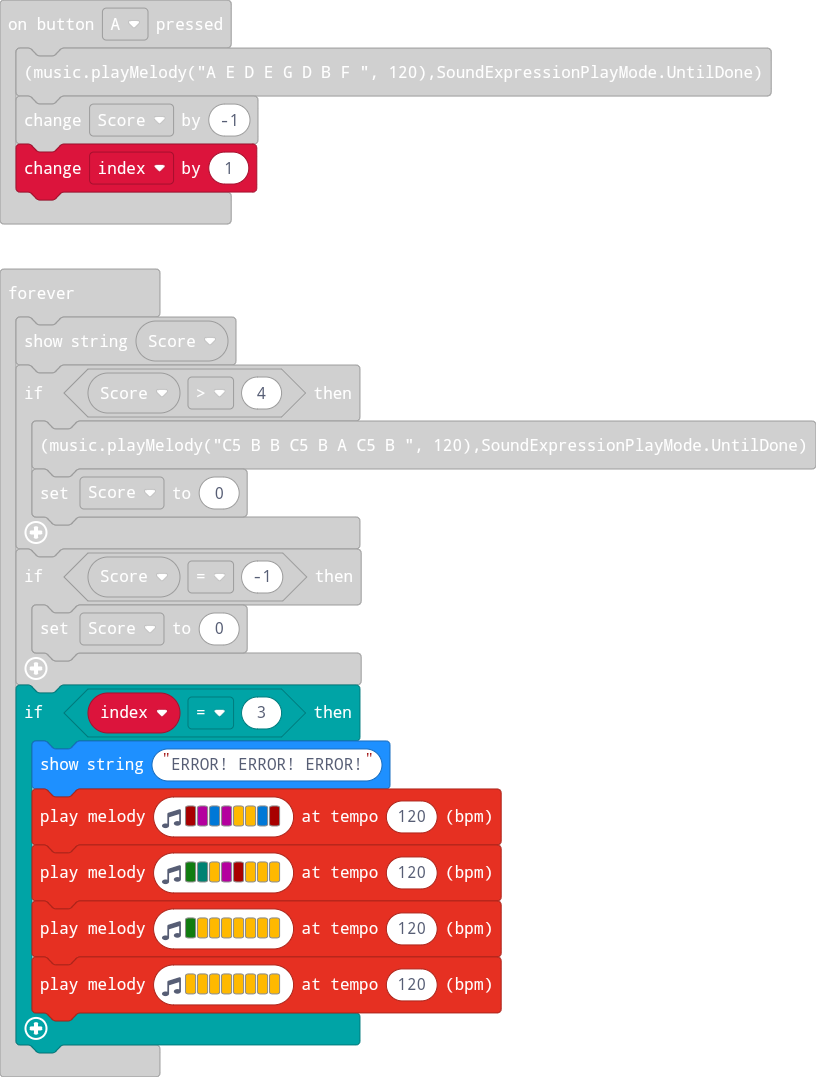 on button A pressed
(music.playMelody("A E D E G D B F ", 120),SoundExpressionPlayMode.UntilDone)
change Score by -1
change index by 1
forever
show string Score
if Score > 4 then
(music.playMelody("C5 B B C5 B A C5 B ", 120),SoundExpressionPlayMode.UntilDone)
set Score to 0
if Score = -1 then
set Score to 0
if index = 3 then
show string "ERROR! ERROR! ERROR!"
play melody at tempo 120 (bpm)
play melody at tempo 120 (bpm)
play melody at tempo 120 (bpm)
play melody at tempo 120 (bpm)